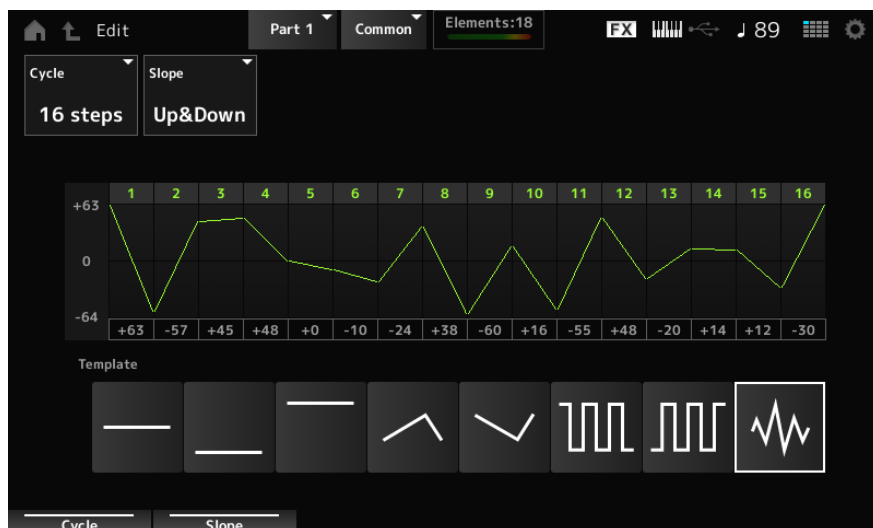 Edit Part 1 Common Elements:18 FX 89
Cycle Slope
16 steps Up&Down
1 2 3 4 5 6 7 8 9 10 11 12 13 14 15 16
+63
0
-64
+63 -57 +45 +48 +0 -10 -24 +38 -60 +16 -55 +48 -20 +14 +12 -30
Template
Cycle Slope